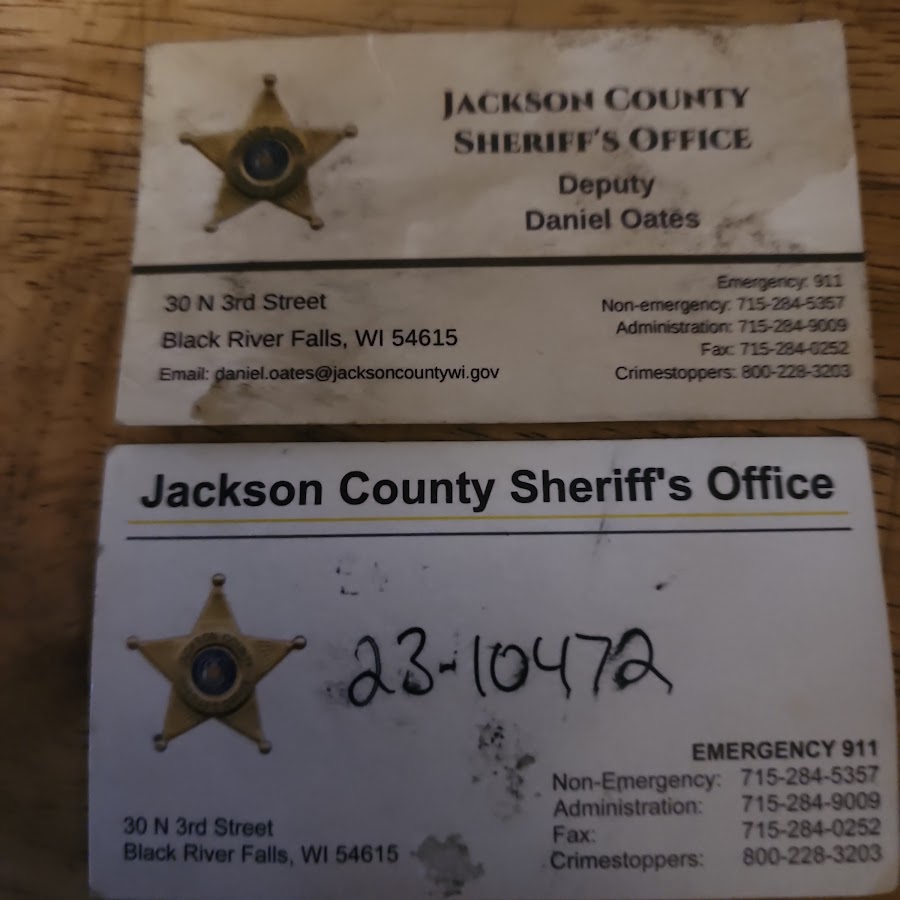 JACKSON COUNTY
SHERIFF'S OFFICE
Deputy
Daniel Oates
30 N 3rd Street
Black River Falls, WI 54615
Email: daniel.oates@jacksoncountywi.gov
Emergency: 911
Non-emergency: 715-284-5357
Administration: 715-284-9009
Fax: 715-284-0252
Crimestoppers: 800-228-3203
Jackson County Sheriff's Office
23-10472
30 N 3rd Street
Black River Falls, WI 54615
EMERGENCY 911
Non-Emergency: 715-284-5357
Administration: 715-284-9009
Fax: 715-284-0252
Crimestoppers: 800-228-3203